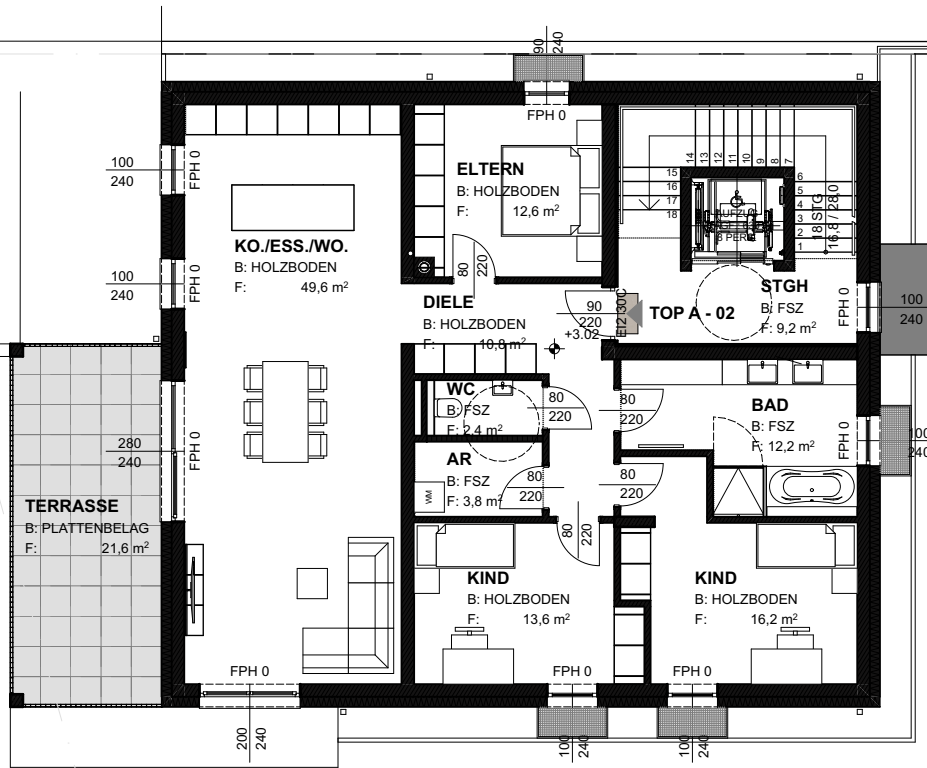 90
240
FPH 0
100
240
FPH 0
ELTERN
B: HOLZBODEN
F: 12,6 m²
14
13
12
11
10
9
8
7
15
16
17
18
6
5
4
3
2
1
18 STG
16,8 / 28,0
8 PERS
KO./ESS./WO.
B: HOLZBODEN
F: 49,6 m²
100
240
FPH 0
80
220
DIELE
B: HOLZBODEN
F: 10,8 m²
90
220
+3.02
EI2 30C
TOP A - 02
STGH
B: FSZ
F: 9,2 m²
FPH 0
100
240
WC
B: FSZ
F: 2,4 m²
80
220
80
220
BAD
B: FSZ
F: 12,2 m²
FPH 0
100
240
280
240
FPH 0
AR
B: FSZ
F: 3,8 m²
WM
80
220
80
220
80
220
TERRASSE
B: PLATTENBELAG
F: 21,6 m²
KIND
B: HOLZBODEN
F: 13,6 m²
KIND
B: HOLZBODEN
F: 16,2 m²
FPH 0
FPH 0
FPH 0
200
240
100
240
100
240